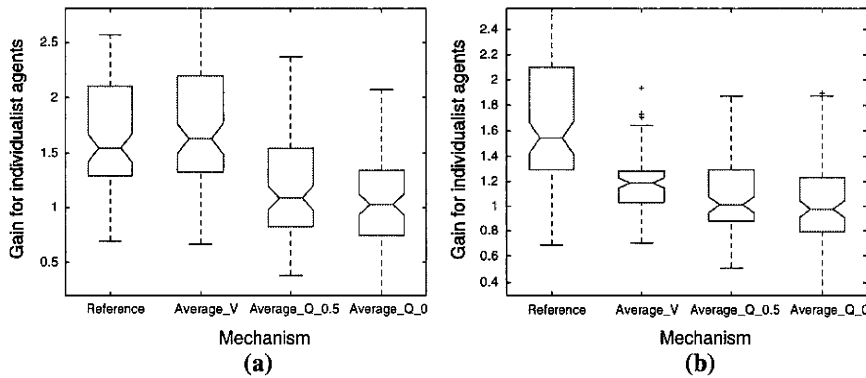 Gain for individualist agents
2.5
2
1.5
1
0.5
Reference Average_V Average_Q_0.5 Average_Q_0
Mechanism
(a)
Gain for individualist agents
2.4
2.2
2
1.8
1.6
1.4
1.2
1
0.8
0.6
0.4
Reference Average_V Average_Q_0.5 Average_Q_0
Mechanism
(b)